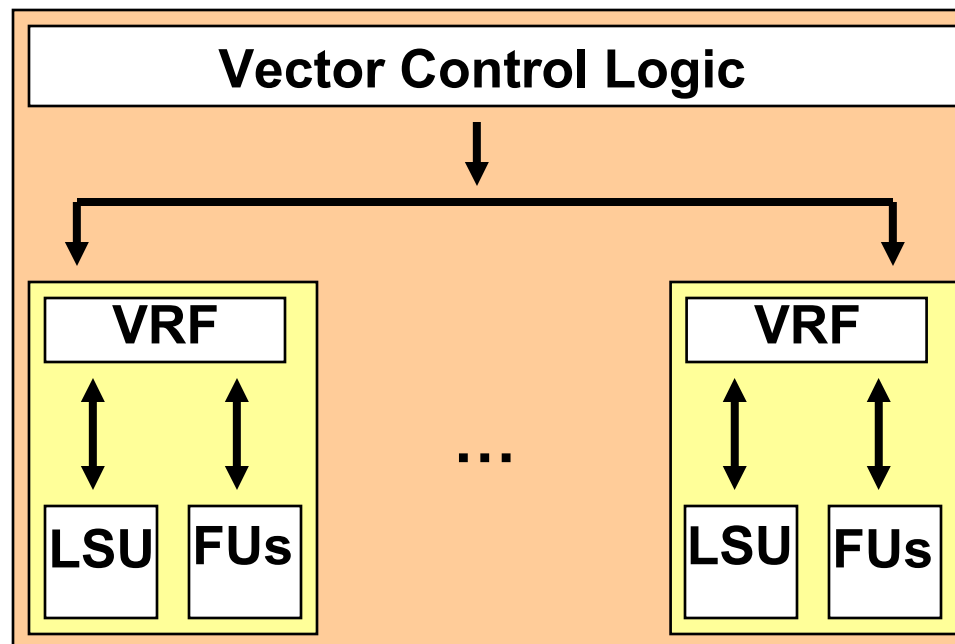 Vector Control Logic
VRF
VRF
...
LSU
FUs
LSU
FUs